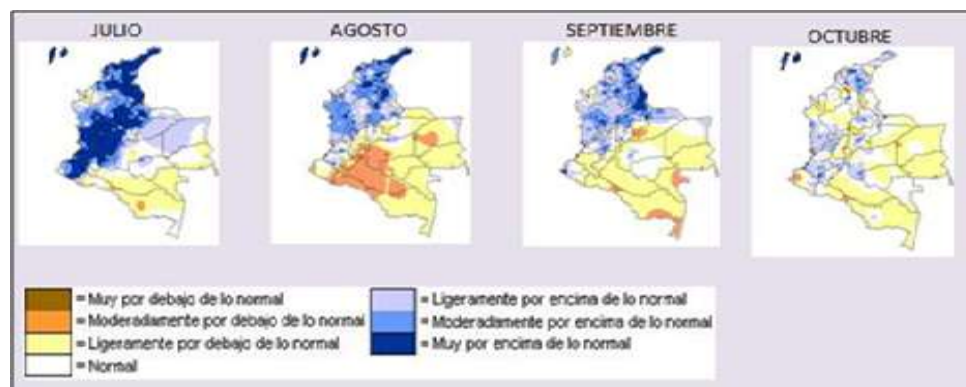 JULIO
AGOSTO
SEPTIEMBRE
OCTUBRE
= Muy por debajo de lo normal
= Moderadamente por debajo de lo normal
= Ligeramente por debajo de lo normal
= Normal
= Ligeramente por encima de lo normal
= Moderadamente por encima de lo normal
= Muy por encima de lo normal